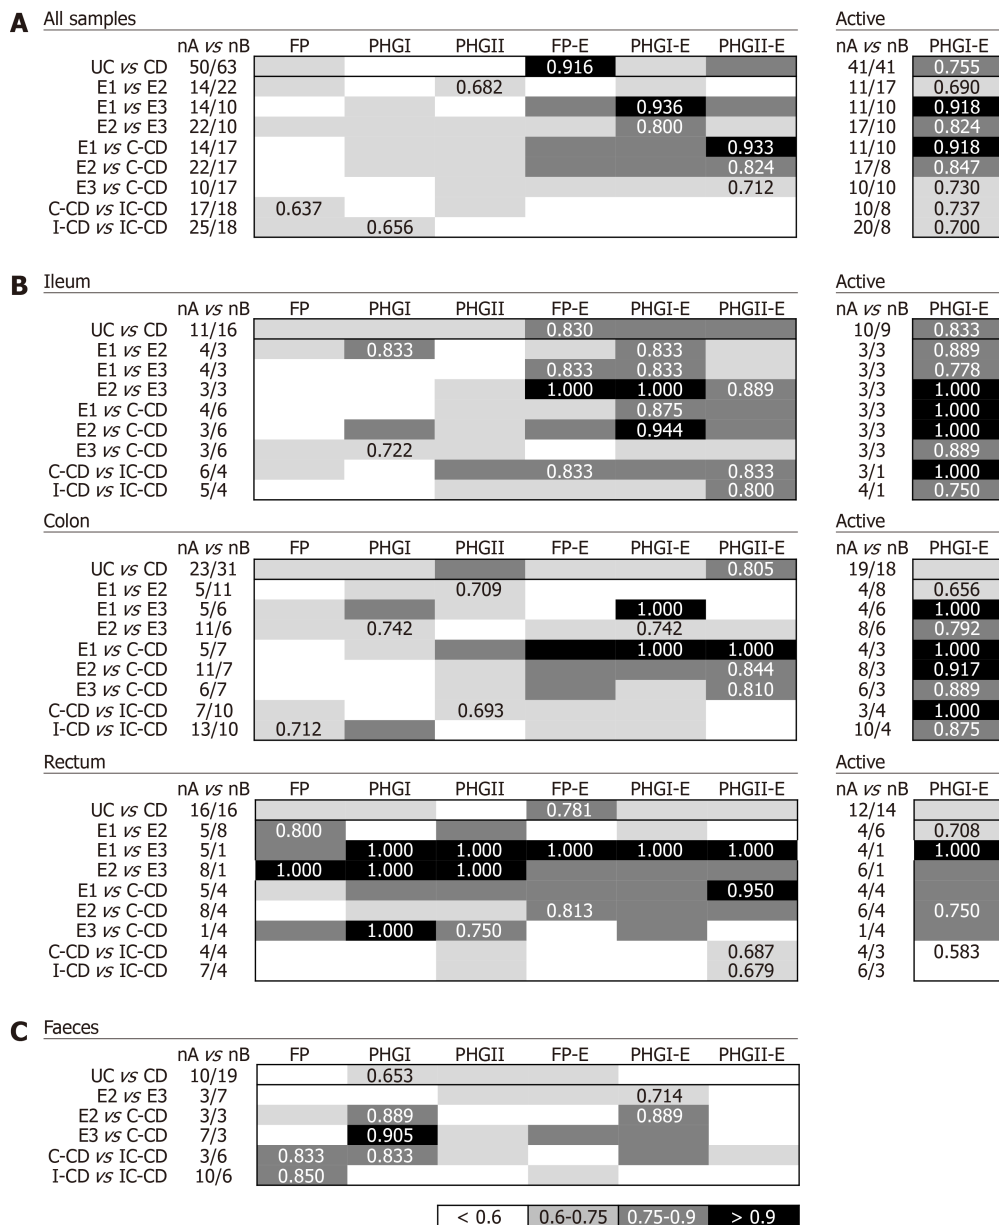 A All samples Active
nA vs nB FP PHGI PHGII FP-E PHGI-E PHGII-E nA vs nB PHGI-E
UC vs CD 50/63 0.916 41/41 0.755
E1 vs E2 14/22 0.682 11/17 0.690
E1 vs E3 14/10 0.936 11/10 0.918
E2 vs E3 22/10 0.800 17/10 0.824
E1 vs C-CD 14/17 0.933 11/10 0.918
E2 vs C-CD 22/17 0.824 17/8 0.847
E3 vs C-CD 10/17 0.712 10/10 0.730
C-CD vs IC-CD 17/18 0.637 10/8 0.737
I-CD vs IC-CD 25/18 0.656 20/8 0.700
B Ileum Active
nA vs nB FP PHGI PHGII FP-E PHGI-E PHGII-E nA vs nB PHGI-E
UC vs CD 11/16 0.830 10/9 0.833
E1 vs E2 4/3 0.833 0.833 3/3 0.889
E1 vs E3 4/3 0.833 0.833 3/3 0.778
E2 vs E3 3/3 1.000 1.000 0.889 3/3 1.000
E1 vs C-CD 4/6 0.875 3/3 1.000
E2 vs C-CD 3/6 0.944 3/3 1.000
E3 vs C-CD 3/6 0.722 3/3 0.889
C-CD vs IC-CD 6/4 0.833 0.833 3/1 1.000
I-CD vs IC-CD 5/4 0.800 4/1 0.750
Colon Active
nA vs nB FP PHGI PHGII FP-E PHGI-E PHGII-E nA vs nB PHGI-E
UC vs CD 23/31 0.805 19/18
E1 vs E2 5/11 0.709 4/8 0.656
E1 vs E3 5/6 1.000 4/6 1.000
E2 vs E3 11/6 0.742 0.742 8/6 0.792
E1 vs C-CD 5/7 1.000 1.000 4/3 1.000
E2 vs C-CD 11/7 0.844 8/3 0.917
E3 vs C-CD 6/7 0.810 6/3 0.889
C-CD vs IC-CD 7/10 0.693 3/4 1.000
I-CD vs IC-CD 13/10 0.712 10/4 0.875
Rectum Active
nA vs nB FP PHGI PHGII FP-E PHGI-E PHGII-E nA vs nB PHGI-E
UC vs CD 16/16 0.781 12/14
E1 vs E2 5/8 0.800 4/6 0.708
E1 vs E3 5/1 1.000 1.000 1.000 1.000 1.000 4/1 1.000
E2 vs E3 8/1 1.000 1.000 1.000 6/1
E1 vs C-CD 5/4 0.950 4/4
E2 vs C-CD 8/4 0.813 6/4 0.750
E3 vs C-CD 1/4 1.000 0.750 1/4
C-CD vs IC-CD 4/4 0.687 4/3 0.583
I-CD vs IC-CD 7/4 0.679 6/3
C Faeces
nA vs nB FP PHGI PHGII FP-E PHGI-E PHGII-E
UC vs CD 10/19 0.653
E2 vs E3 3/7 0.714
E2 vs C-CD 3/3 0.889 0.889
E3 vs C-CD 7/3 0.905
C-CD vs IC-CD 3/6 0.833 0.833
I-CD vs IC-CD 10/6 0.850
< 0.6 0.6-0.75 0.75-0.9 > 0.9